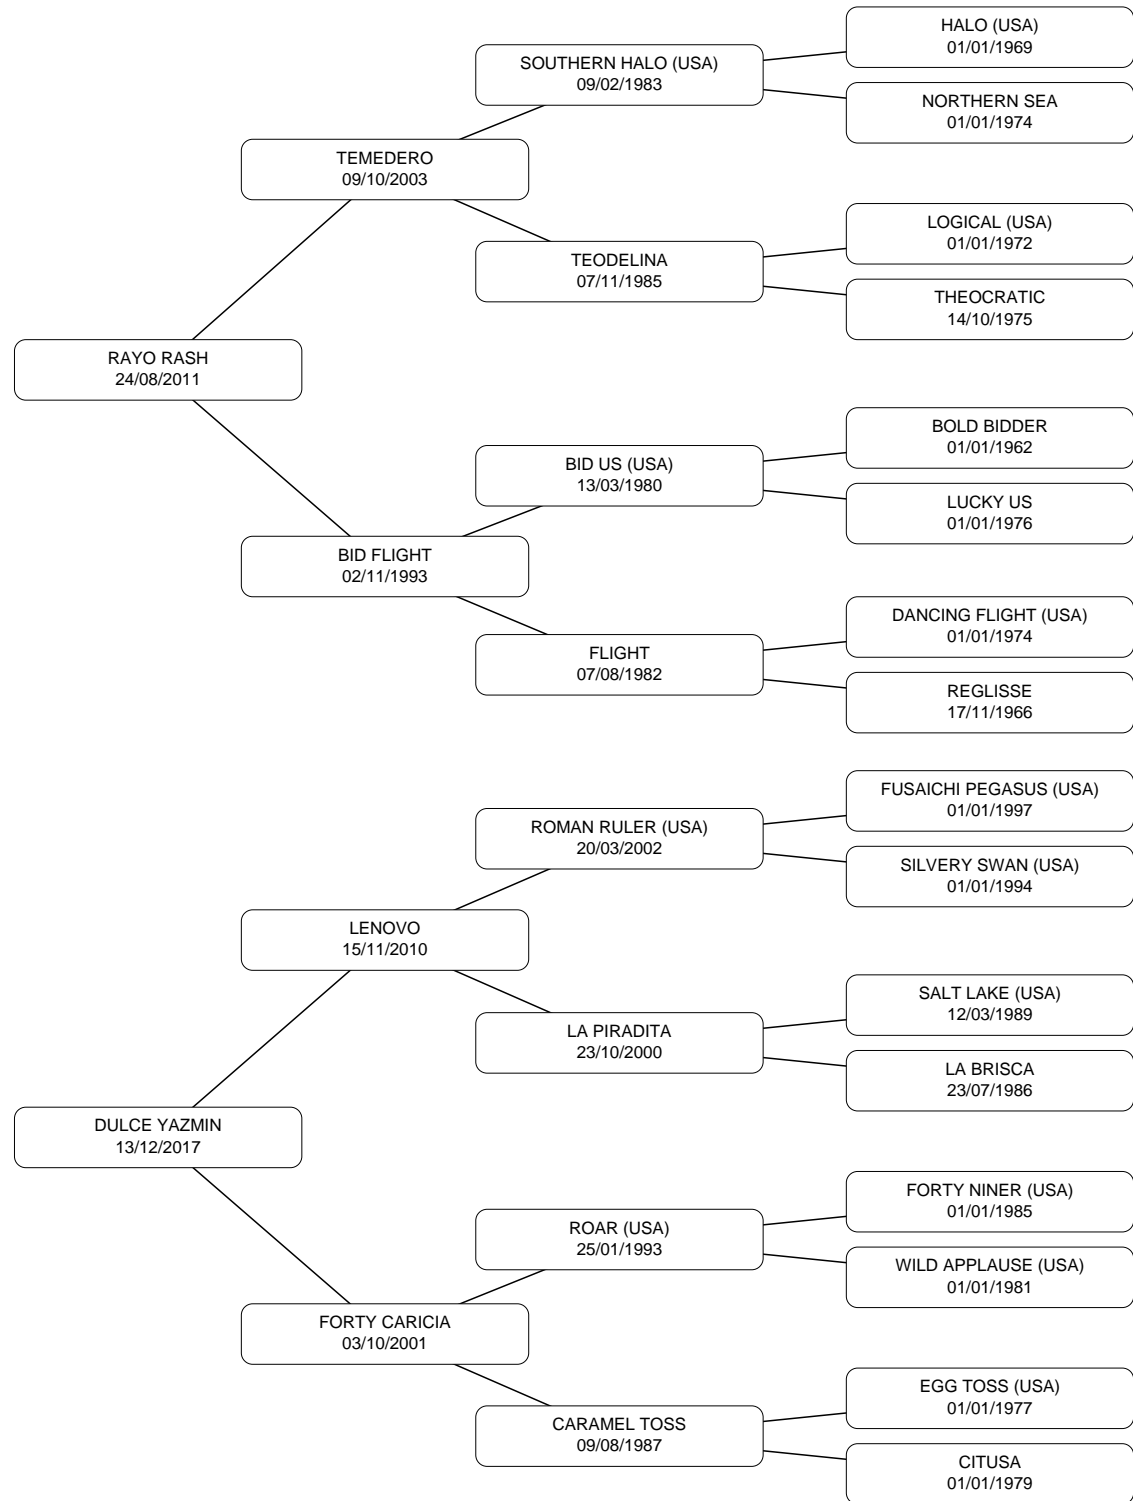 HALO (USA)
01/01/1969
SOUTHERN HALO (USA)
09/02/1983
NORTHERN SEA
01/01/1974
TEMEDERO
09/10/2003
LOGICAL (USA)
01/01/1972
TEODELINA
07/11/1985
THEOCRATIC
14/10/1975
RAYO RASH
24/08/2011
BOLD BIDDER
01/01/1962
BID US (USA)
13/03/1980
LUCKY US
01/01/1976
BID FLIGHT
02/11/1993
DANCING FLIGHT (USA)
01/01/1974
FLIGHT
07/08/1982
REGLISSE
17/11/1966
FUSAICHI PEGASUS (USA)
01/01/1997
ROMAN RULER (USA)
20/03/2002
SILVERY SWAN (USA)
01/01/1994
LENOVO
15/11/2010
SALT LAKE (USA)
12/03/1989
LA PIRADITA
23/10/2000
LA BRISCA
23/07/1986
DULCE YAZMIN
13/12/2017
FORTY NINER (USA)
01/01/1985
ROAR (USA)
25/01/1993
WILD APPLAUSE (USA)
01/01/1981
FORTY CARICIA
03/10/2001
EGG TOSS (USA)
01/01/1977
CARAMEL TOSS
09/08/1987
CITUSA
01/01/1979